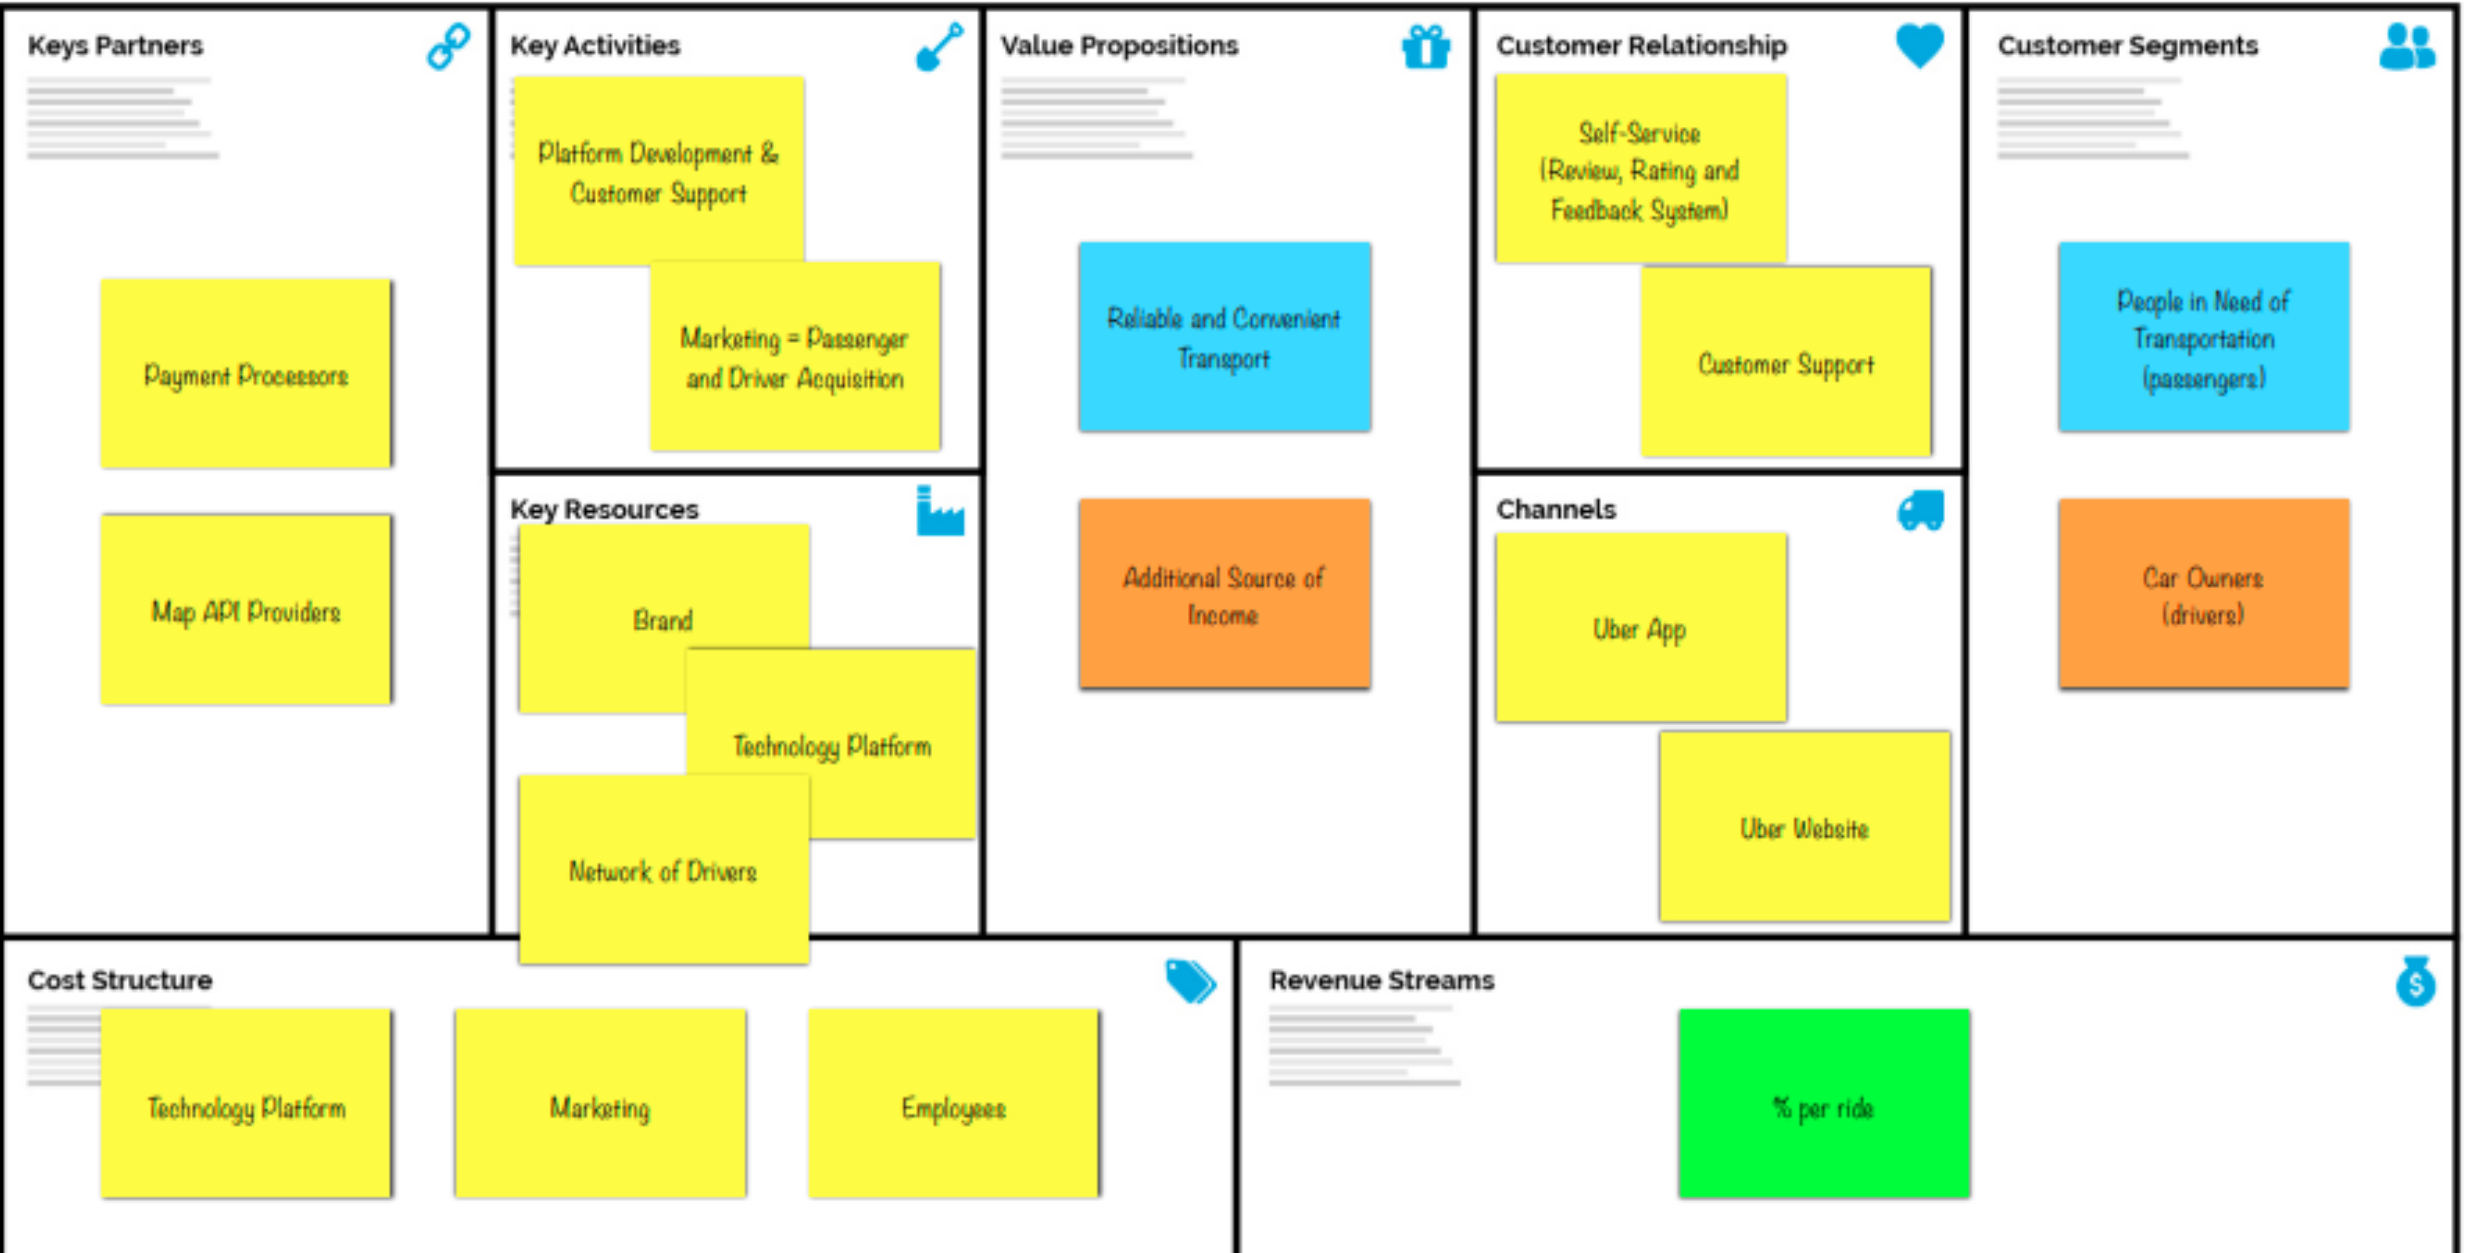 Keys Partners
Payment Processors
Map API Providers
Key Activities
Platform Development &
Customer Support
Marketing = Passenger
and Driver Acquisition
Key Resources
Brand
Technology Platform
Network of Drivers
Value Propositions
Reliable and Convenient
Transport
Additional Source of
Income
Customer Relationship
Self-Service
(Review, Rating and
Feedback System)
Customer Support
Channels
Uber App
Uber Website
Customer Segments
People in Need of
Transportation
(passengers)
Car Owners
(drivers)
Cost Structure
Technology Platform
Marketing
Employees
Revenue Streams
$
% per ride